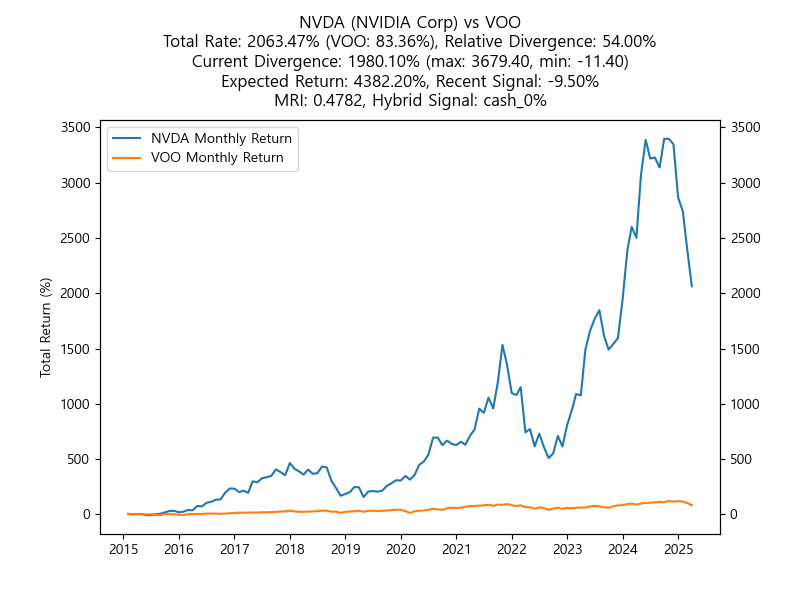 NVDA (NVIDIA Corp) vs VOO
Total Rate: 2063.47% (VOO: 83.36%), Relative Divergence: 54.00%
Current Divergence: 1980.10% (max: 3679.40, min: -11.40)
Expected Return: 4382.20%, Recent Signal: -9.50%
MRI: 0.4782, Hybrid Signal: cash_0%
NVDA Monthly Return
VOO Monthly Return
Total Return (%)
3500
3000
2500
2000
1500
1000
500
0
3500
3000
2500
2000
1500
1000
500
0
2015 2016 2017 2018 2019 2020 2021 2022 2023 2024 2025